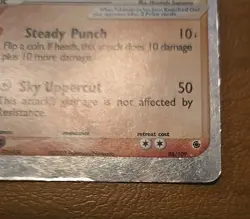 Steady Punch 10+
Flip a coin. If heads, this attack does 10 damage
plus 10 more damage.
Sky Uppercut 50
This attack's damage is not affected by
Resistance.
retreat cost